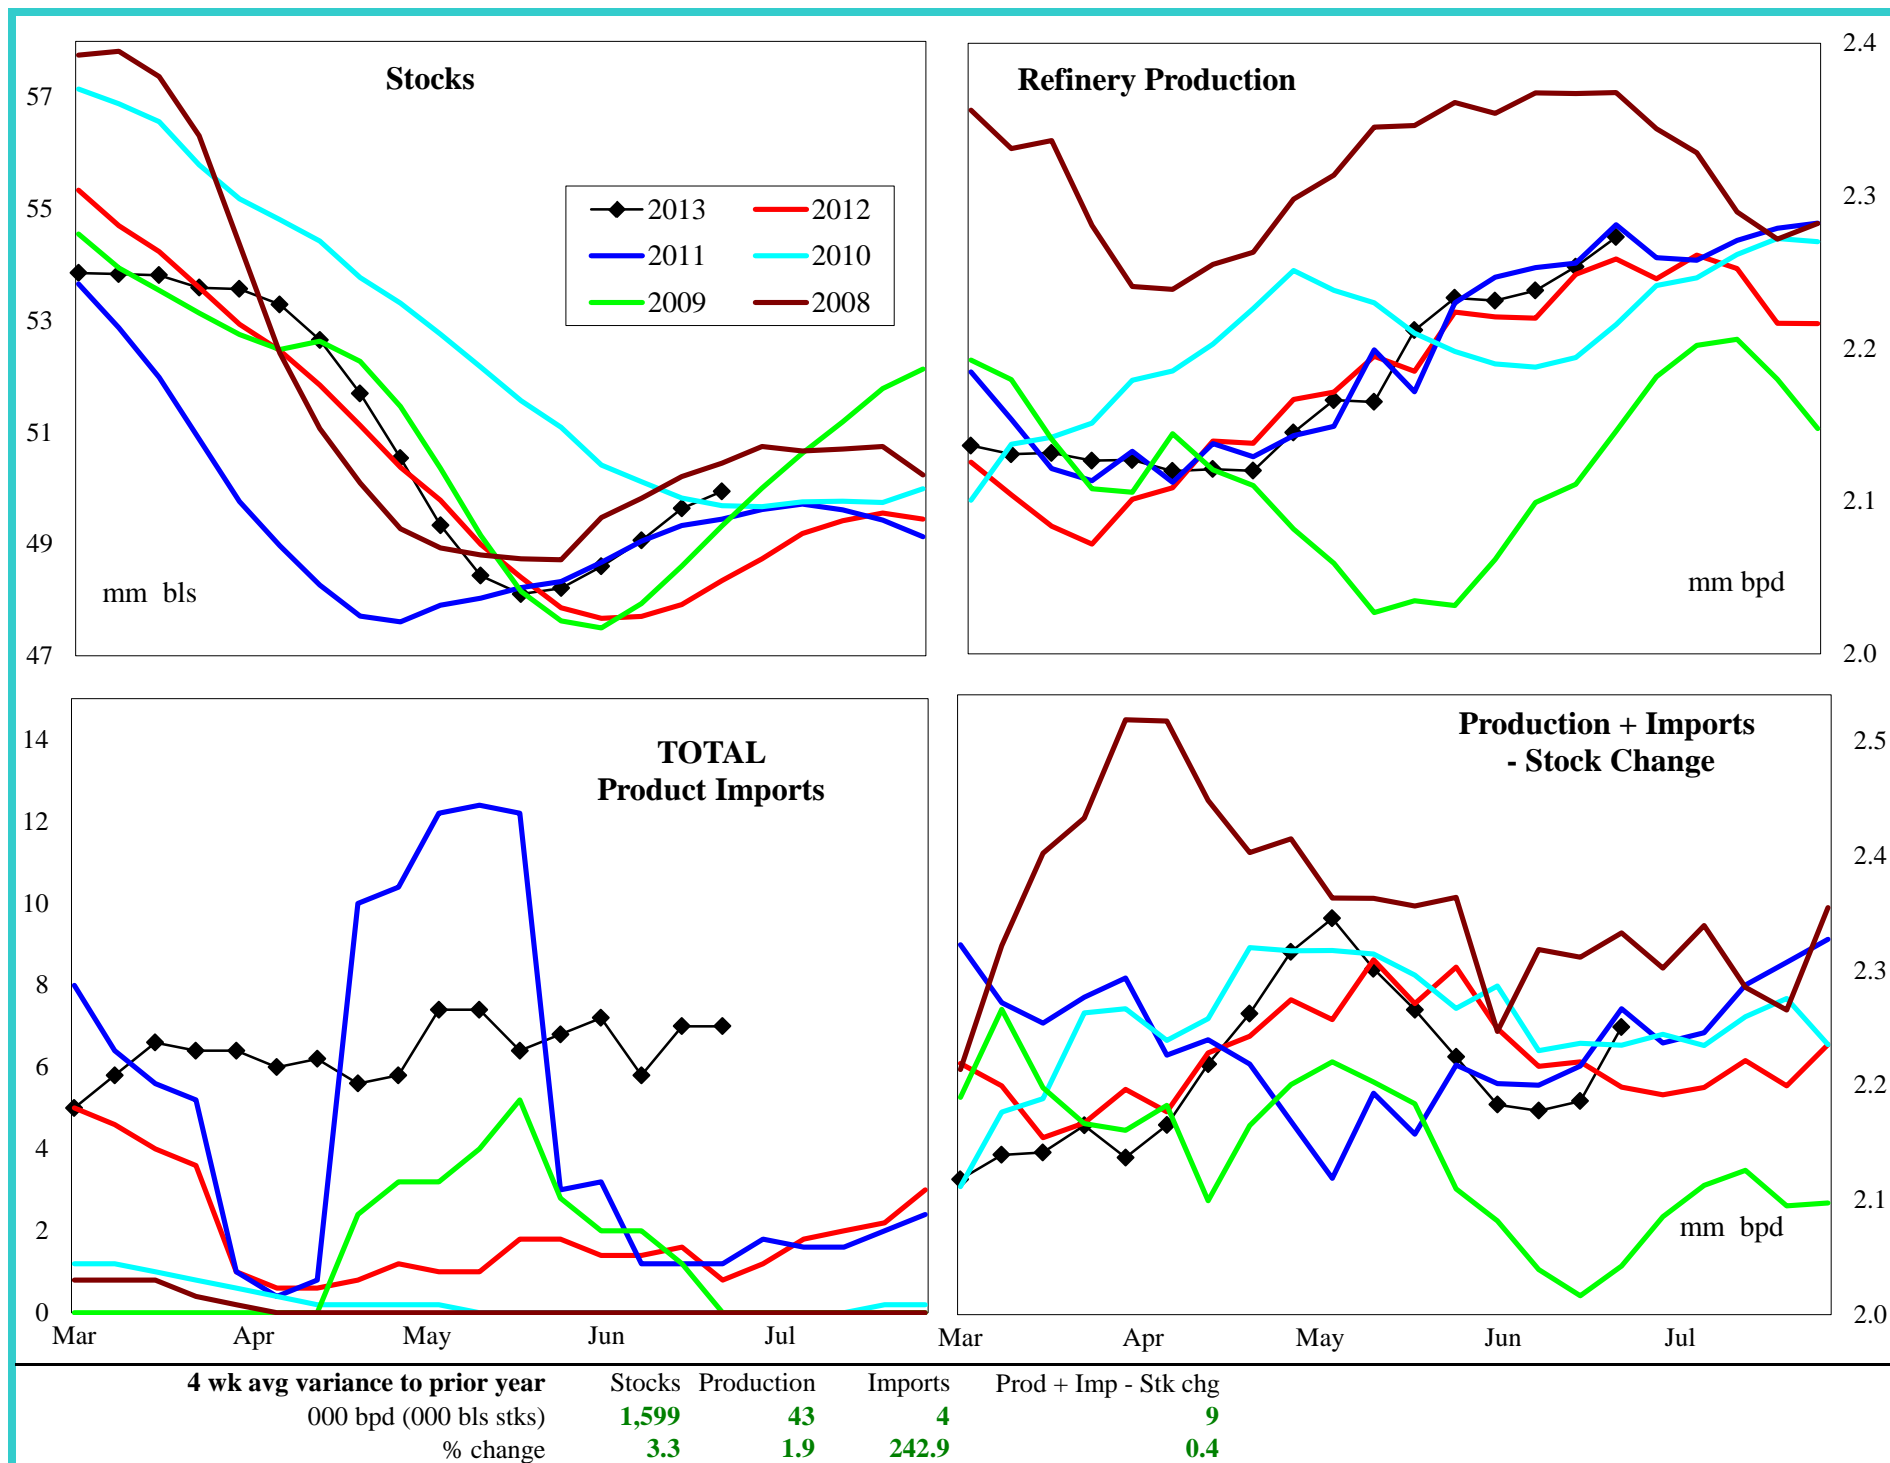 Stocks
57
55
53
51
49
47
2013 2012
2011 2010
2009 2008
mm bls
Refinery Production
2.4
2.3
2.2
2.1
2.0
mm bpd
TOTAL
Product Imports
14
12
10
8
6
4
2
0
Mar Apr May Jun Jul
Production + Imports
- Stock Change
2.5
2.4
2.3
2.2
2.1
2.0
mm bpd
Mar Apr May Jun Jul
4 wk avg variance to prior year Stocks Production Imports Prod + Imp - Stk chg
000 bpd (000 bls stks) 1,599 43 4 9
% change 3.3 1.9 242.9 0.4